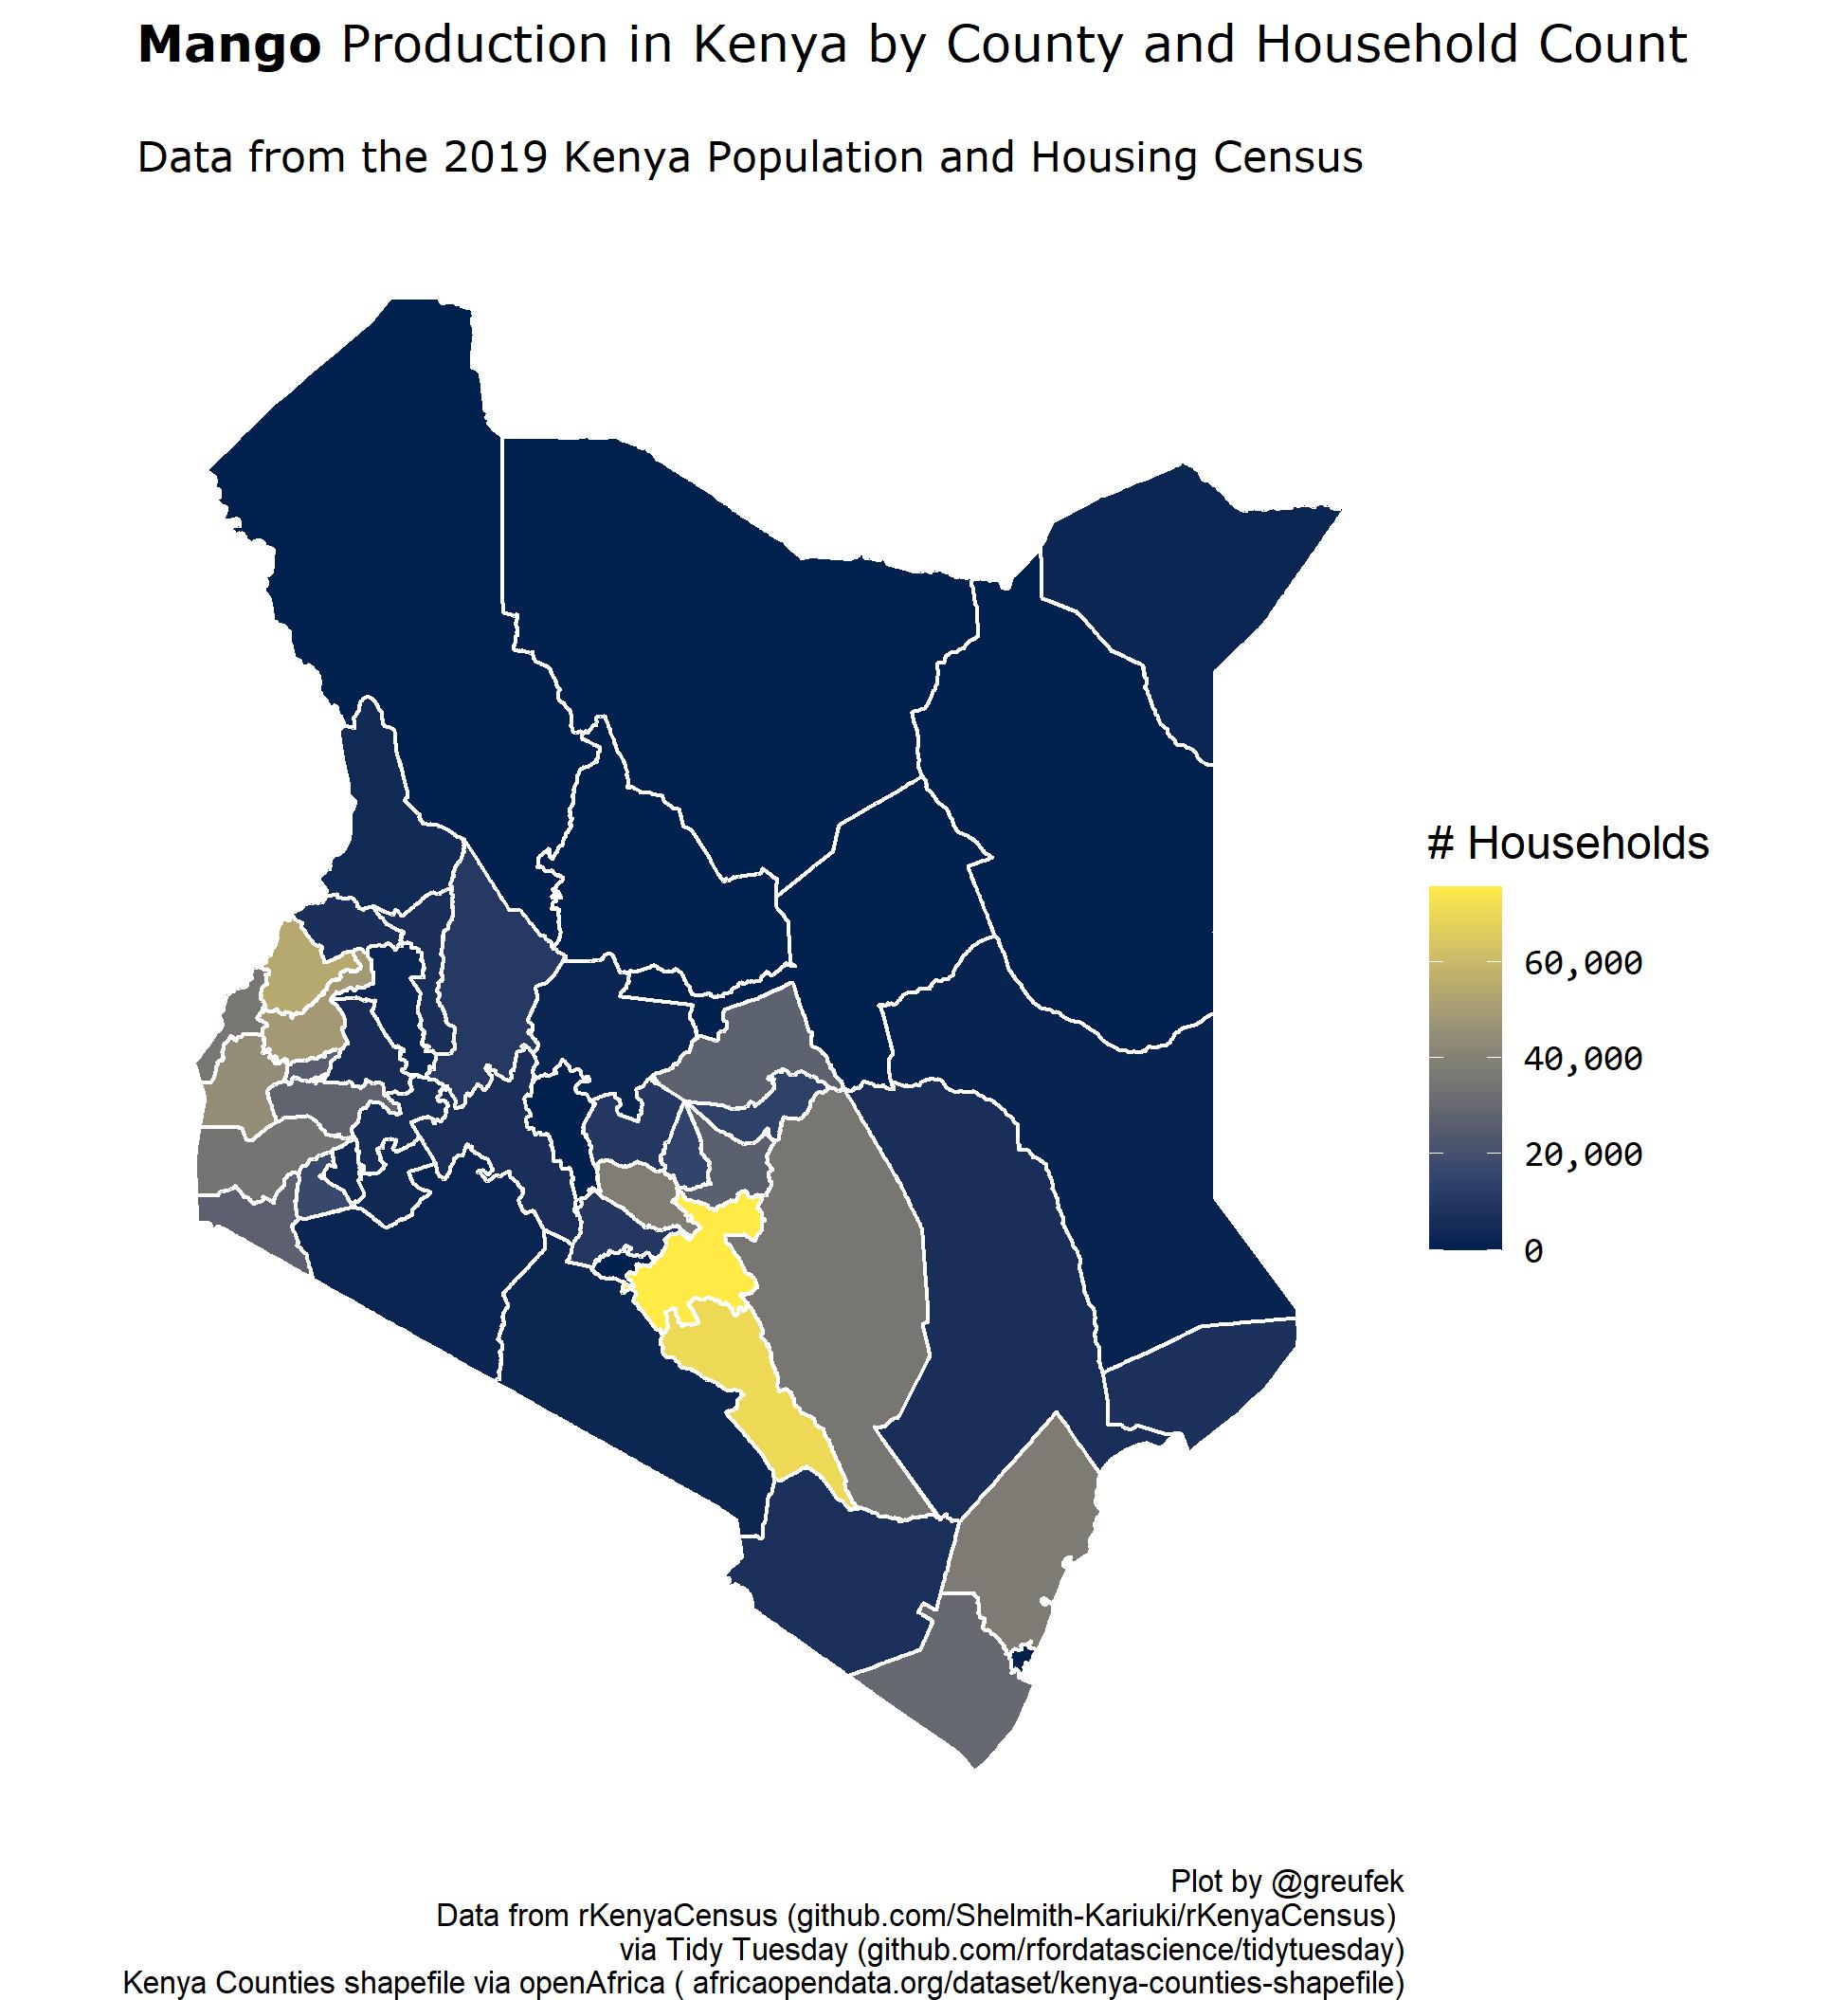 Mango Production in Kenya by County and Household Count
Data from the 2019 Kenya Population and Housing Census
# Households
60,000
40,000
20,000
0
Plot by @greufek
Data from rKenyaCensus (github.com/Shelmith-Kariuki/rKenyaCensus)
via Tidy Tuesday (github.com/rfordatascience/tidytuesday)
Kenya Counties shapefile via openAfrica ( africaopendata.org/dataset/kenya-counties-shapefile)